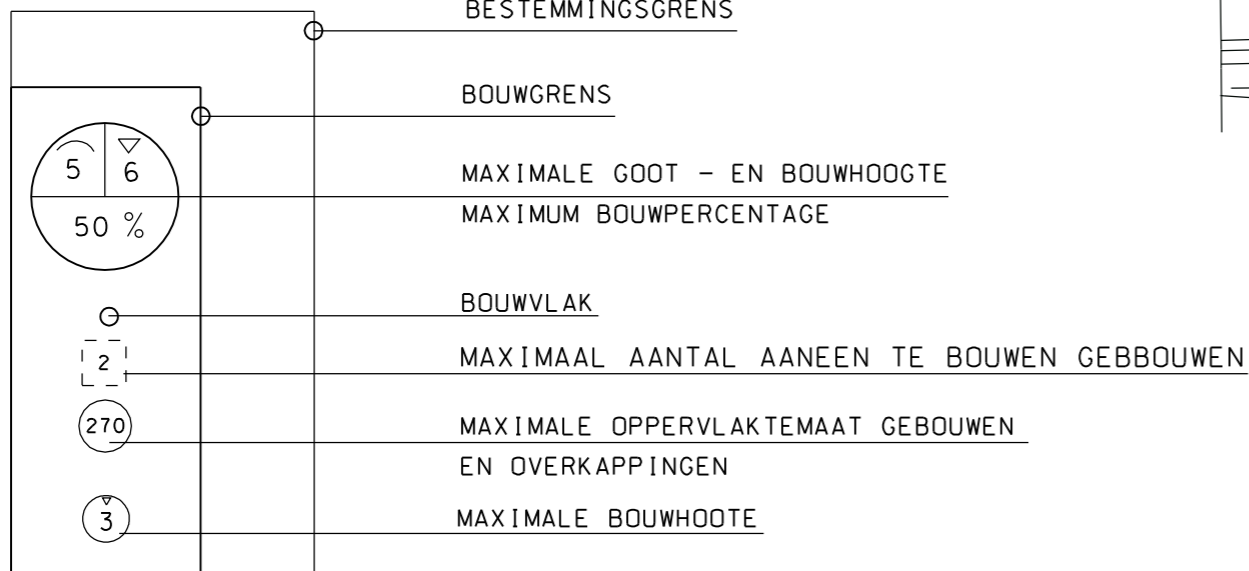 BESTEMMINGSGRENS
BOUWGRENS
5 6
MAXIMALE GOOT - EN BOUWHOOGTE
50 %
MAXIMUM BOUWPERCENTAGE
BOUWVLAK
2
MAXIMAAL AANTAL AANEEN TE BOUWEN GEBBOUWEN
270
MAXIMALE OPPERVLAKTEMAAT GEBOUWEN
EN OVERKAPPINGEN
3
MAXIMALE BOUWHOOTE